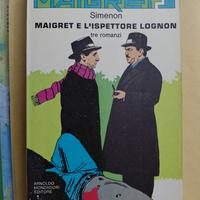 MAIGRET
Simenon
MAIGRET E L'ISPETTORE LOGNON
tre romanzi
ARNOLDO
MONDADORI
EDITORE